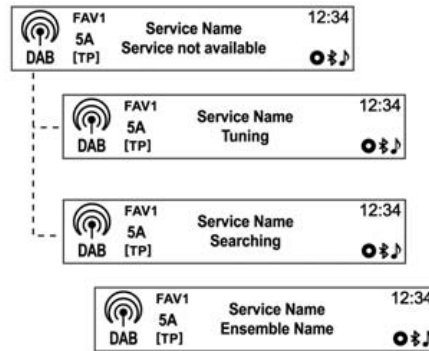 FAV1
12:34
Service Name
5A
Service not available
DAB
[TP]
FAV1
12:34
Service Name
5A
Tuning
DAB
[TP]
FAV1
12:34
Service Name
5A
Searching
DAB
[TP]
FAV1
12:34
Service Name
5A
Ensemble Name
DAB
[TP]